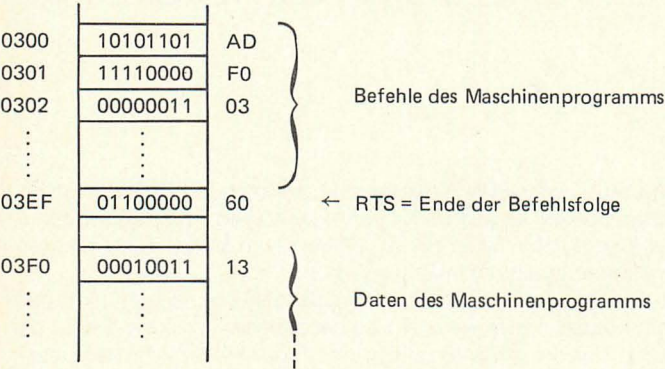 0300 10101101 AD
0301 11110000 F0
0302 00000011 03
Befehle des Maschinenprogramms
03EF 01100000 60 ← RTS = Ende der Befehlsfolge
03F0 00010011 13
Daten des Maschinenprogramms